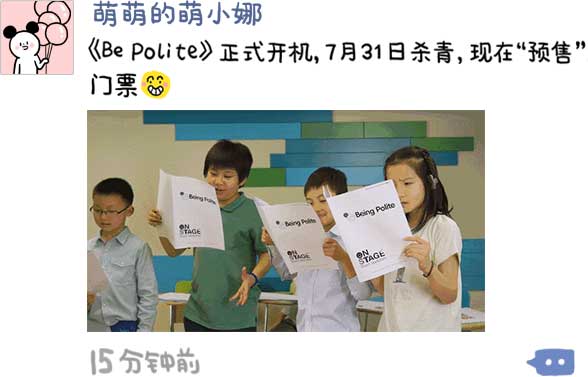 萌萌的萌小娜
《Be Polite》正式开机，7月31日杀青，现在“预售”
门票
Being Polite
ON
STAGE
Being Polite
ON
STAGE
Being Polite
ON
STAGE
15分钟前